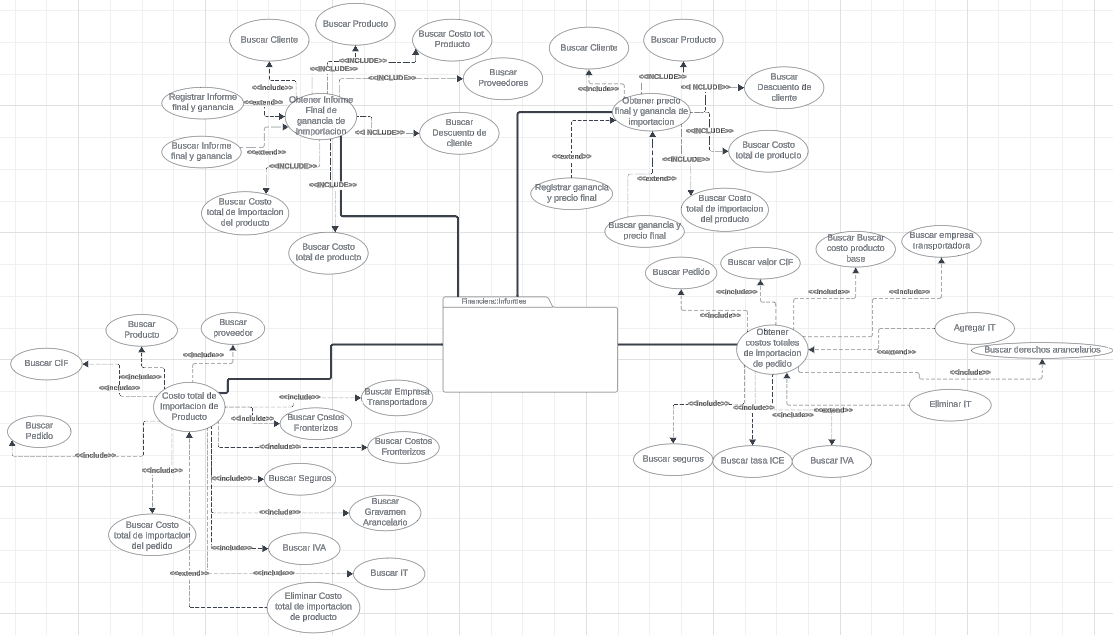 Buscar Cliente
Buscar Producto
Buscar Costo tot.
Producto
Buscar
Proveedores
<<INCLUDE>>
<<INCLUDE>>
<<INCLUDE>>
<<include>>
Registrar Informe
final y ganancia
<<extend>>
Obtener Informe
Final de
ganancia de
Inmportacion
<<INCLUDE>>
Buscar
Descuento de
cliente
Buscar Informe
final y ganancia
<<extend>>
<<INCLUDE>>
<<INCLUDE>>
Buscar Costo
total de Importacion
del producto
Buscar Costo
total de producto
Buscar Cliente
Buscar Producto
<<INCLUDE>>
<<include>>
<<INCLUDE>>
Buscar
Descuento de
cliente
Obtener precio
final y ganancia de
importacion
<<INCLUDE>>
Buscar Costo
total de producto
<<extend>>
<<INCLUDE>>
<<extend>>
Registrar ganancia
y precio final
Buscar Costo
total de importacion
del producto
Buscar ganancia y
precio final
Financiero::Informes
Buscar Pedido
Buscar valor CIF
Buscar Buscar
costo producto
base
Buscar empresa
transportadora
<<include>>
<<include>>
<<include>>
<<include>>
Obtener
costos totales
de importacion
de pedido
Agregar IT
<<extend>>
Buscar derechos arancelarios
<<include>>
Eliminar IT
<<include>>
<<include>>
<<include>>
<<extend>>
Buscar seguros
Buscar tasa ICE
Buscar IVA
Buscar
Producto
Buscar
proveedor
<<include>>
Buscar CIF
<<include>>
<<include>>
Costo total de
Importacion de
Producto
<<include>>
Buscar Empresa
Transportadora
<<include>>
Buscar Costos
Fronterizos
Buscar
Pedido
<<include>>
<<include>>
Buscar Costos
Fronterizos
<<include>>
<<include>>
Buscar Seguros
<<include>>
Buscar
Gravamen
Arancelario
Buscar Costo
total de importacion
del pedido
<<include>>
Buscar IVA
<<extend>>
<<include>>
Buscar IT
Eliminar Costo
total de importacion
de producto